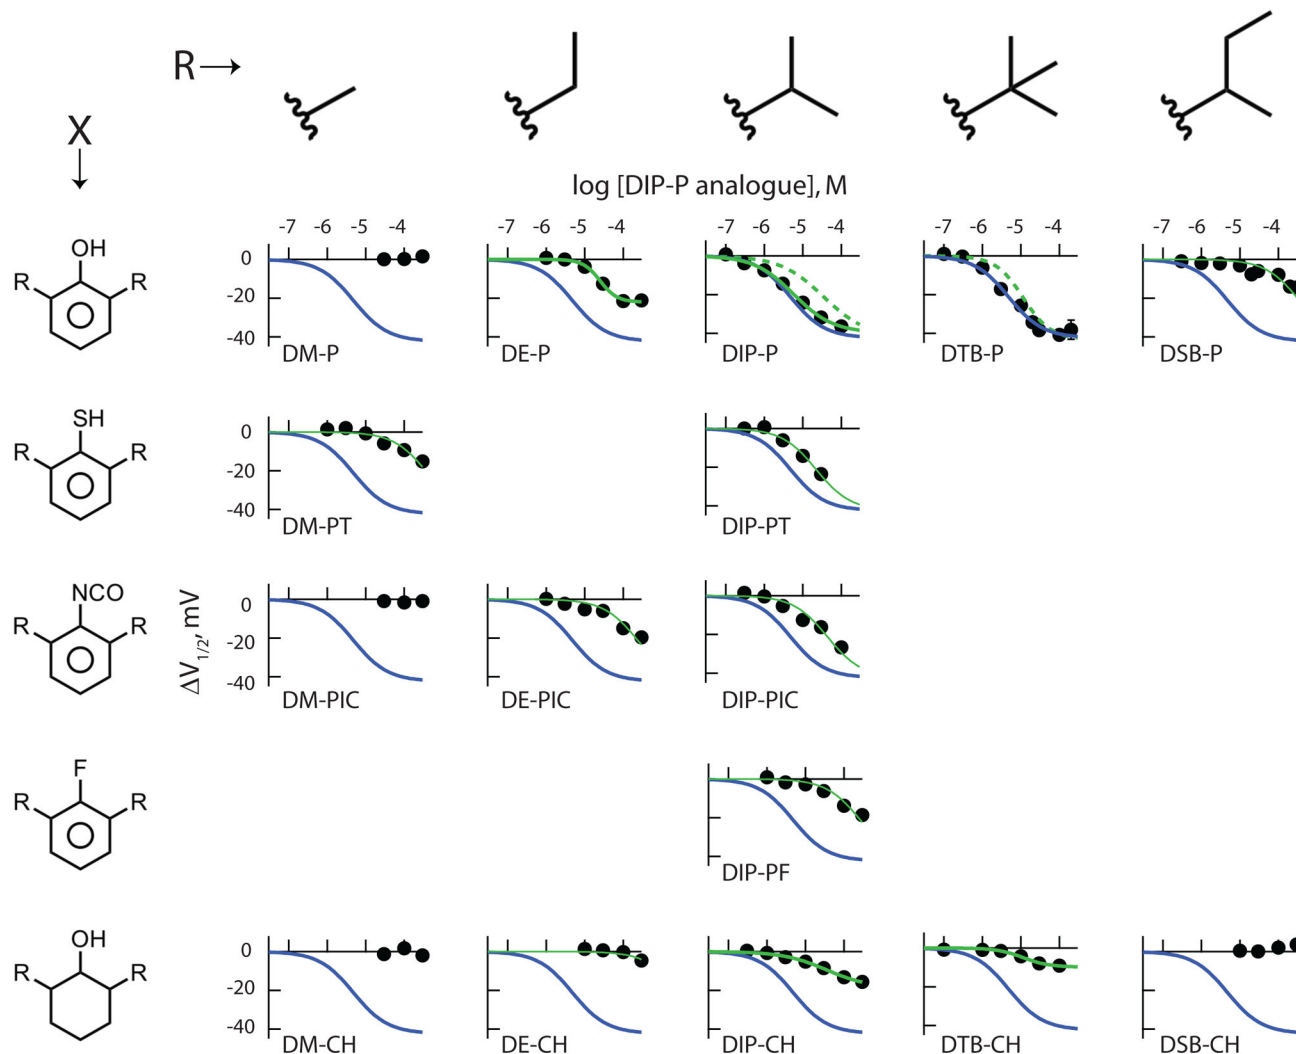 R→
X
↓
log [DIP-P analogue], M
-7 -6 -5 -4 -7 -6 -5 -4 -7 -6 -5 -4 -7 -6 -5 -4 -7 -6 -5 -4
OH
R R
0
-20
-40
DM-P DE-P DIP-P DTB-P DSB-P
SH
R R
0
-20
-40
DM-PT DIP-PT
NCO
R R
ΔV1/2, mV
0
-20
-40
DM-PIC DE-PIC DIP-PIC
F
R R
DIP-PF
OH
R R
0
-20
-40
DM-CH DE-CH DIP-CH DTB-CH DSB-CH